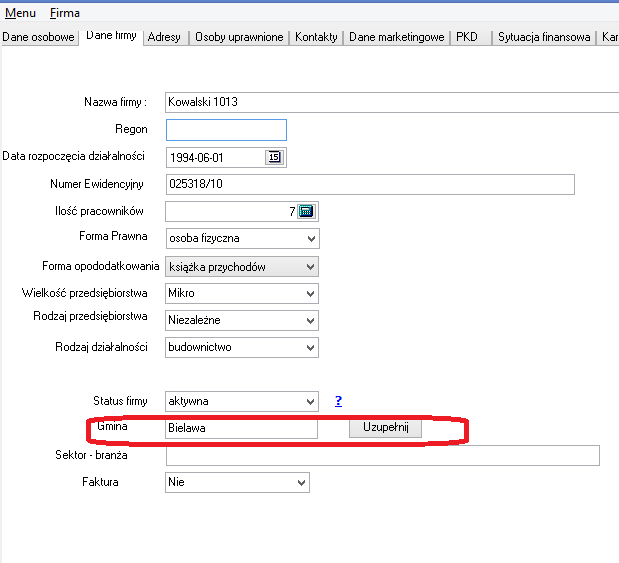 Menu Firma
Dane osobowe Dane firmy Adresy Osoby uprawnione Kontakty Dane marketingowe PKD Sytuacja finansowa Kar
Nazwa firmy : Kowalski 1013
Regon
Data rozpoczęcia działalności 1994-06-01 15
Numer Ewidencyjny 025318/10
Ilość pracowników 7
Forma Prawna osoba fizyczna
Forma opododatkowania książka przychodów
Wielkość przedsiębiorstwa Mikro
Rodzaj przedsiębiorstwa Niezależne
Rodzaj działalności budownictwo
Status firmy aktywna ?
Gmina Bielawa Uzupełnij
Sektor - branża
Faktura Nie